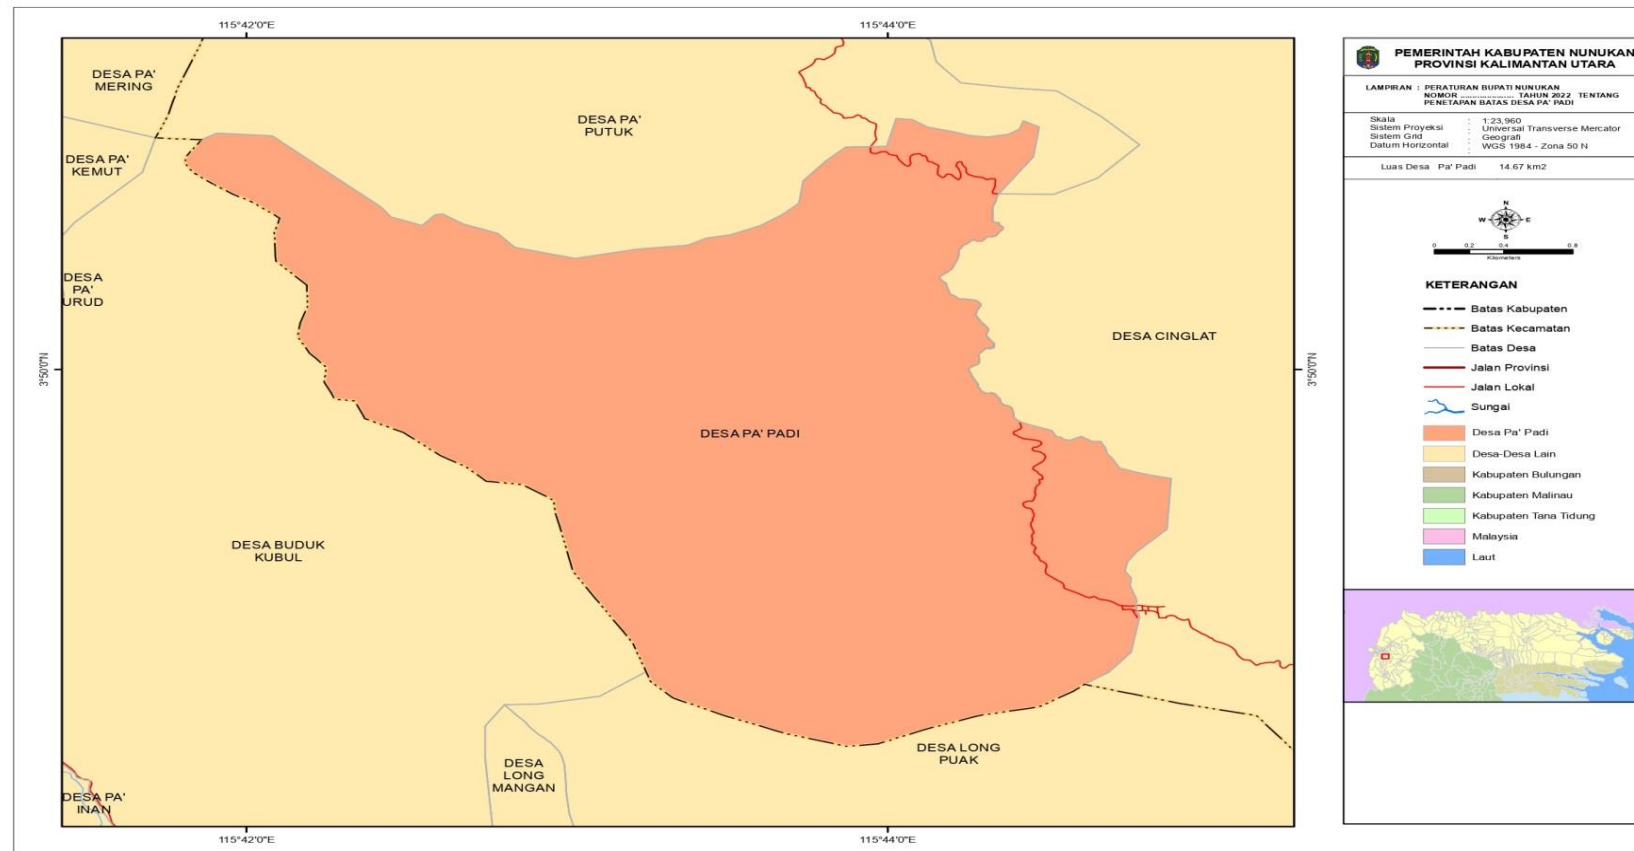 115°42'0"E
115°44'0"E
DESA PA'
MERING
DESA PA'
PUTUK
DESA PA'
KEMUT
DESA
PA'
URUD
DESA CINGLAT
3°50'0"N
3°50'0"N
DESA PA' PADI
DESA BUDUK
KUBUL
DESA LONG
PUAK
DESA
LONG
MANGAN
DESA PA'
INAN
115°42'0"E
115°44'0"E
PEMERINTAH KABUPATEN NUNUKAN
PROVINSI KALIMANTAN UTARA
LAMPIRAN : PERATURAN BUPATI NUNUKAN
NOMOR ..................... TAHUN 2022 TENTANG
PENETAPAN BATAS DESA PA' PADI
Skala : 1:23,960
Sistem Proyeksi : Universal Transverse Mercator
Sistem Grid : Geografi
Datum Horizontal : WGS 1984 - Zona 50 N
Luas Desa Pa' Padi 14.67 km2
N
W E
S
0 0.2 0.4 0.8
Kilometers
KETERANGAN
Batas Kabupaten
Batas Kecamatan
Batas Desa
Jalan Provinsi
Jalan Lokal
Sungai
Desa Pa' Padi
Desa-Desa Lain
Kabupaten Bulungan
Kabupaten Malinau
Kabupaten Tana Tidung
Malaysia
Laut